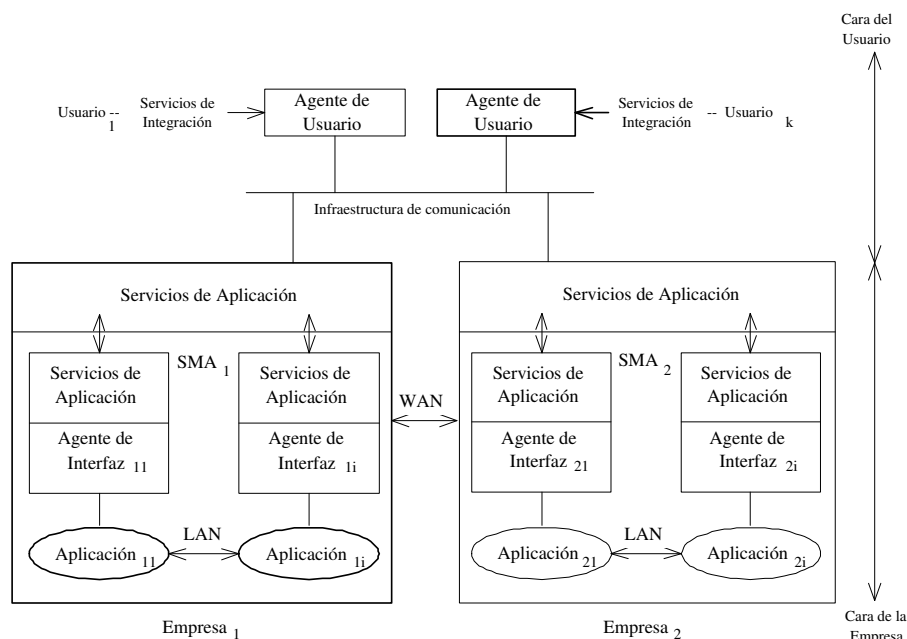 Cara del
Usuario
Usuario -- 1
Servicios de
Integración
Agente de
Usuario
Agente de
Usuario
Servicios de
Integración
-- Usuario k
Infraestructura de comunicación
Servicios de Aplicación
Servicios de Aplicación
SMA 1
SMA 2
Servicios de
Aplicación
Servicios de
Aplicación
Servicios de
Aplicación
Servicios de
Aplicación
WAN
Agente de
Interfaz 11
Agente de
Interfaz 1i
Agente de
Interfaz 21
Agente de
Interfaz 2i
LAN
LAN
Aplicación 11
Aplicación 1i
Aplicación 21
Aplicación 2i
Empresa 1
Empresa 2
Cara de la
Empresa